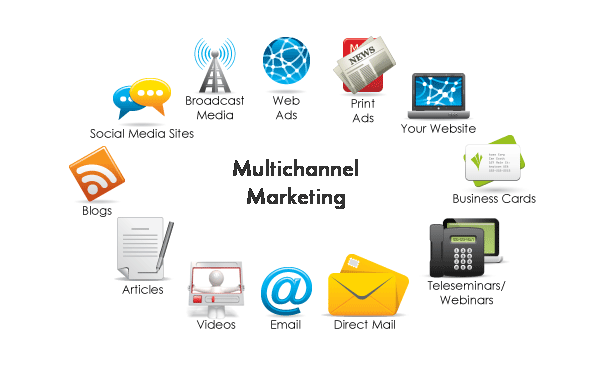 Broadcast
Media
Web
Ads
NEWS
Print
Ads
Social Media Sites
Your Website
Multichannel
Marketing
Business Cards
Blogs
Articles
Teleseminars/
Webinars
Videos
Email
Direct Mail